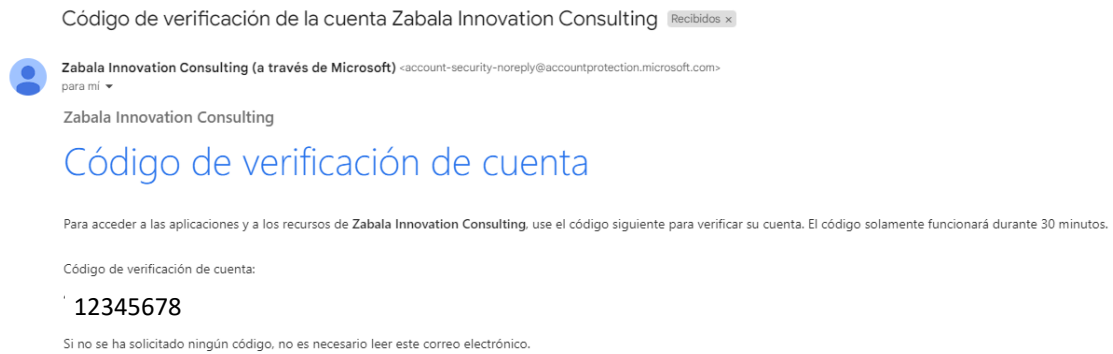 Código de verificación de la cuenta Zabala Innovation Consulting Recibidos ×
Zabala Innovation Consulting (a través de Microsoft) <account-security-noreply@accountprotection.microsoft.com>
para mí
Zabala Innovation Consulting
Código de verificación de cuenta
Para acceder a las aplicaciones y a los recursos de Zabala Innovation Consulting, use el código siguiente para verificar su cuenta. El código solamente funcionará durante 30 minutos.
Código de verificación de cuenta:
12345678
Si no se ha solicitado ningún código, no es necesario leer este correo electrónico.